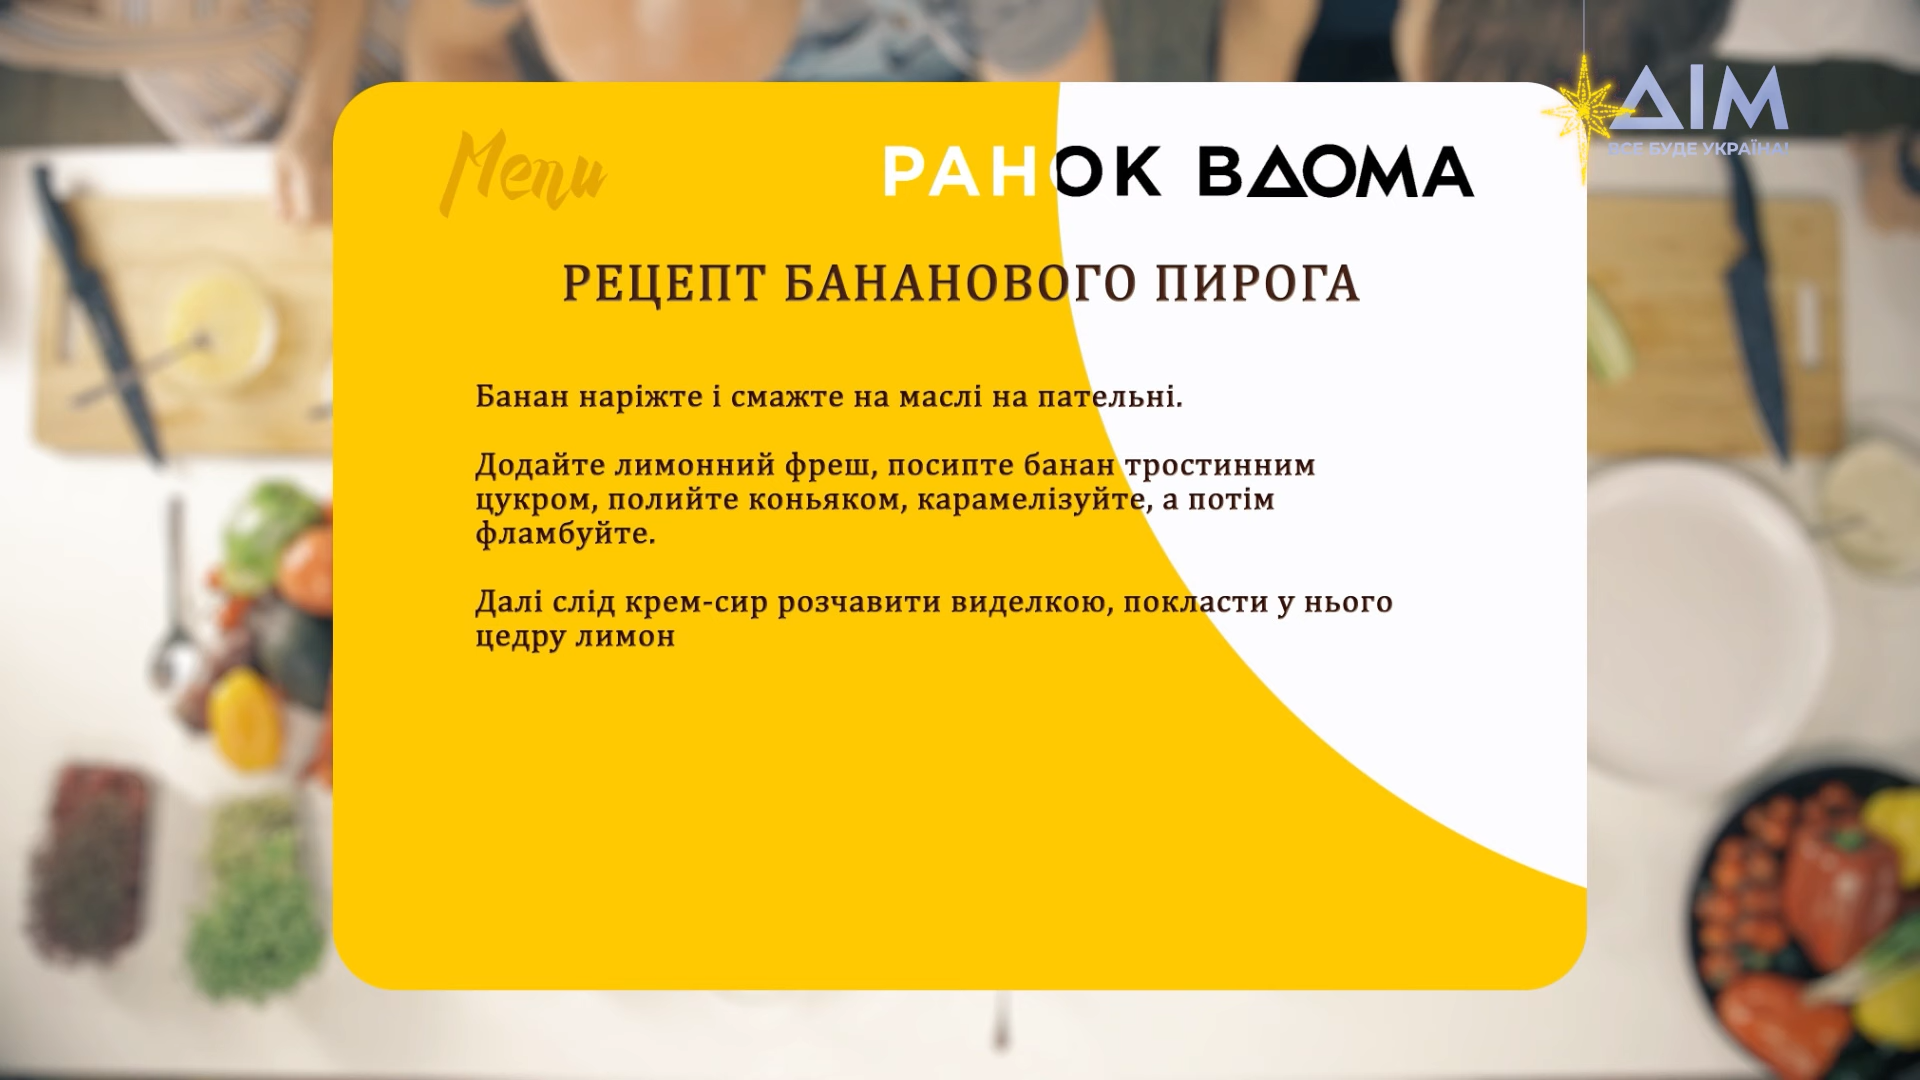 Menu
РАНОК ВДОМА
ДІМ
ВСЕ БУДЕ УКРАЇНА!
РЕЦЕПТ БАНАНОВОГО ПИРОГА
Банан наріжте і смажте на маслі на пательні.
Додайте лимонний фреш, посипте банан тростинним
цукром, полийте коньяком, карамелізуйте, а потім
фламбуйте.
Далі слід крем-сир розчавити виделкою, покласти у нього
цедру лимон